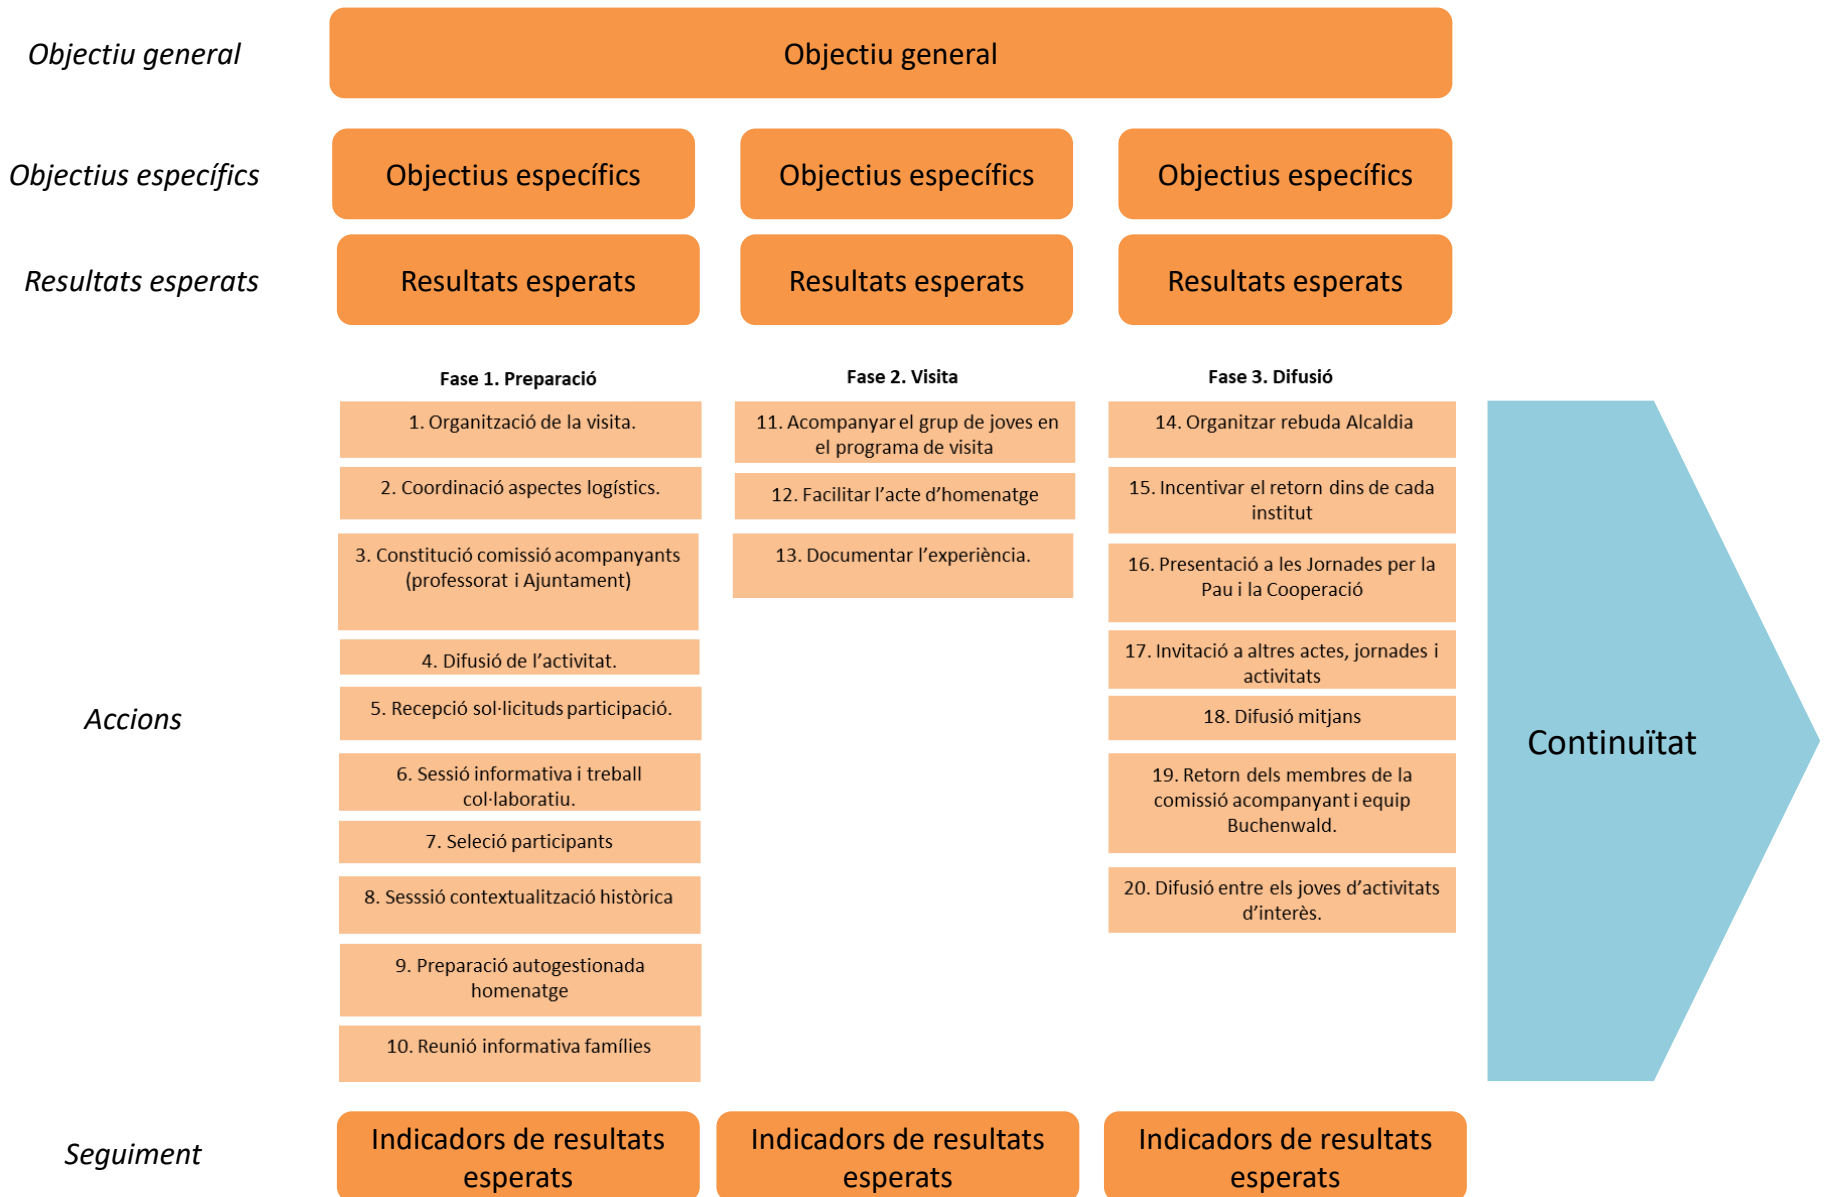 Objectiu general
Objectiu general
Objectius específics
Objectius específics
Objectius específics
Objectius específics
Resultats esperats
Resultats esperats
Resultats esperats
Resultats esperats
Accions
Fase 1. Preparació
1. Organització de la visita.
2. Coordinació aspectes logístics.
3. Constitució comissió acompanyants
(professorat i Ajuntament)
4. Difusió de l’activitat.
5. Recepció sol·licituds participació.
6. Sessió informativa i treball
col·laboratiu.
7. Seleció participants
8. Sesssió contextualització històrica
9. Preparació autogestionada
homenatge
10. Reunió informativa famílies
Fase 2. Visita
11. Acompanyar el grup de joves en
el programa de visita
12. Facilitar l’acte d’homenatge
13. Documentar l’experiència.
Fase 3. Difusió
14. Organitzar rebuda Alcaldia
15. Incentivar el retorn dins de cada
institut
16. Presentació a les Jornades per la
Pau i la Cooperació
17. Invitació a altres actes, jornades i
activitats
18. Difusió mitjans
19. Retorn dels membres de la
comissió acompanyant i equip
Buchenwald.
20. Difusió entre els joves d’activitats
d’interès.
Continuïtat
Seguiment
Indicadors de resultats
esperats
Indicadors de resultats
esperats
Indicadors de resultats
esperats